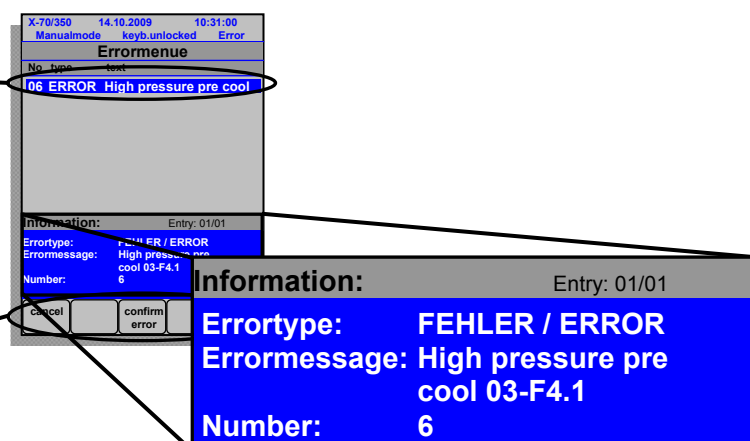 X-70/350 14.10.2009 10:31:00
Manualmode keyb.unlocked Error
Errormenue
No type text
06 ERROR High pressure pre cool
Information: Entry: 01/01
Errortype: FEHLER / ERROR
Errormessage: High pressure pre
cool 03-F4.1
Number: 6
cancel confirm
error
Information: Entry: 01/01
Errortype: FEHLER / ERROR
Errormessage: High pressure pre
cool 03-F4.1
Number: 6